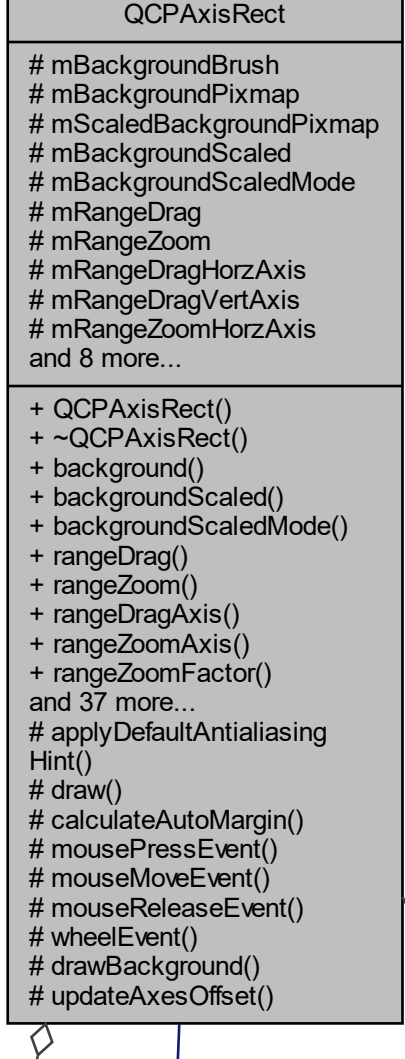 QCPAxisRect
# mBackgroundBrush
# mBackgroundPixmap
# mScaledBackgroundPixmap
# mBackgroundScaled
# mBackgroundScaledMode
# mRangeDrag
# mRangeZoom
# mRangeDragHorzAxis
# mRangeDragVertAxis
# mRangeZoomHorzAxis
and 8 more...
+ QCPAxisRect()
+ ~QCPAxisRect()
+ background()
+ backgroundScaled()
+ backgroundScaledMode()
+ rangeDrag()
+ rangeZoom()
+ rangeDragAxis()
+ rangeZoomAxis()
+ rangeZoomFactor()
and 37 more...
# applyDefaultAntialiasing
Hint()
# draw()
# calculateAutoMargin()
# mousePressEvent()
# mouseMoveEvent()
# mouseReleaseEvent()
# wheelEvent()
# drawBackground()
# updateAxesOffset()